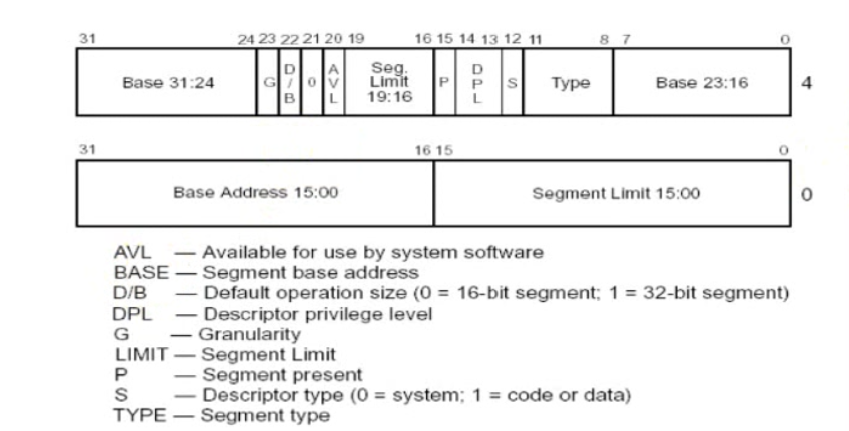 31 24 23 22 21 20 19 16 15 14 13 12 11 8 7 0
Base 31:24 G D/B 0 AVL Seg. Limit 19:16 P DPL S Type Base 23:16 4
31 16 15 0
Base Address 15:00 Segment Limit 15:00 0
AVL — Available for use by system software
BASE — Segment base address
D/B — Default operation size (0 = 16-bit segment; 1 = 32-bit segment)
DPL — Descriptor privilege level
G — Granularity
LIMIT — Segment Limit
P — Segment present
S — Descriptor type (0 = system; 1 = code or data)
TYPE — Segment type